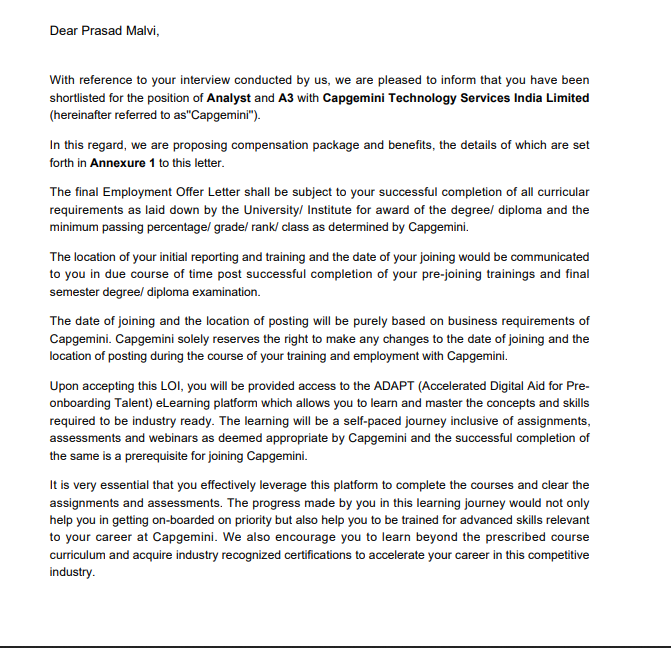 Dear Prasad Malvi,
With reference to your interview conducted by us, we are pleased to inform that you have been
shortlisted for the position of Analyst and A3 with Capgemini Technology Services India Limited
(hereinafter referred to as"Capgemini").
In this regard, we are proposing compensation package and benefits, the details of which are set
forth in Annexure 1 to this letter.
The final Employment Offer Letter shall be subject to your successful completion of all curricular
requirements as laid down by the University/ Institute for award of the degree/ diploma and the
minimum passing percentage/ grade/ rank/ class as determined by Capgemini.
The location of your initial reporting and training and the date of your joining would be communicated
to you in due course of time post successful completion of your pre-joining trainings and final
semester degree/ diploma examination.
The date of joining and the location of posting will be purely based on business requirements of
Capgemini. Capgemini solely reserves the right to make any changes to the date of joining and the
location of posting during the course of your training and employment with Capgemini.
Upon accepting this LOI, you will be provided access to the ADAPT (Accelerated Digital Aid for Pre-
onboarding Talent) eLearning platform which allows you to learn and master the concepts and skills
required to be industry ready. The learning will be a self-paced journey inclusive of assignments,
assessments and webinars as deemed appropriate by Capgemini and the successful completion of
the same is a prerequisite for joining Capgemini.
It is very essential that you effectively leverage this platform to complete the courses and clear the
assignments and assessments. The progress made by you in this learning journey would not only
help you in getting on-boarded on priority but also help you to be trained for advanced skills relevant
to your career at Capgemini. We also encourage you to learn beyond the prescribed course
curriculum and acquire industry recognized certifications to accelerate your career in this competitive
industry.